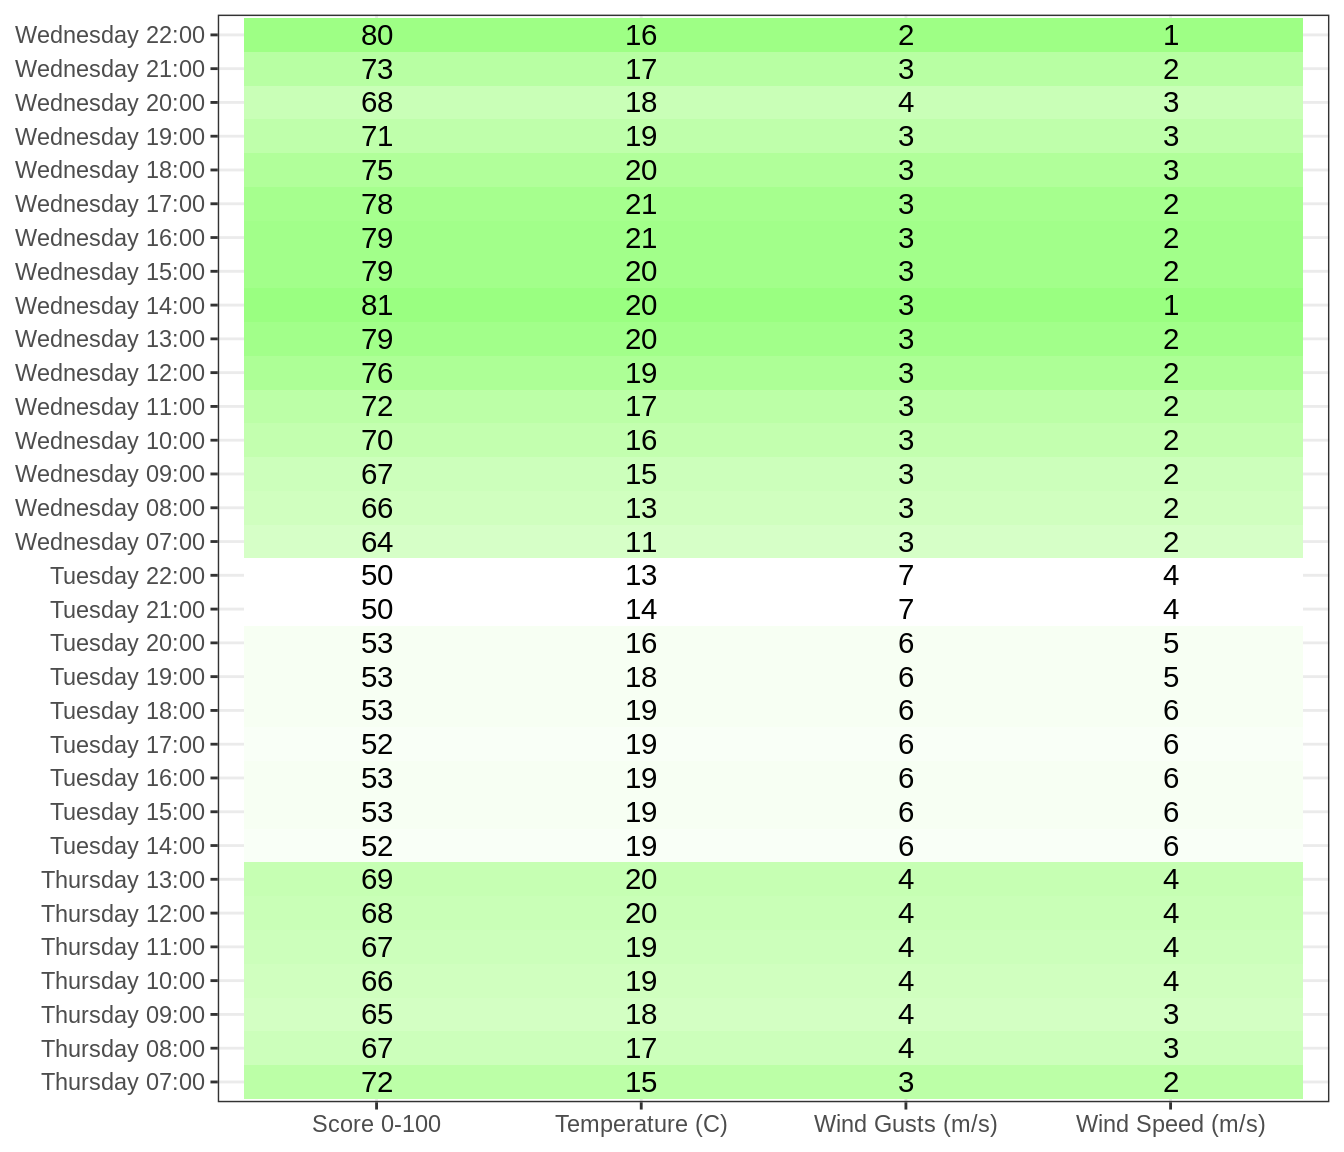 Wednesday 22:00 80 16 2 1
Wednesday 21:00 73 17 3 2
Wednesday 20:00 68 18 4 3
Wednesday 19:00 71 19 3 3
Wednesday 18:00 75 20 3 3
Wednesday 17:00 78 21 3 2
Wednesday 16:00 79 21 3 2
Wednesday 15:00 79 20 3 2
Wednesday 14:00 81 20 3 1
Wednesday 13:00 79 20 3 2
Wednesday 12:00 76 19 3 2
Wednesday 11:00 72 17 3 2
Wednesday 10:00 70 16 3 2
Wednesday 09:00 67 15 3 2
Wednesday 08:00 66 13 3 2
Wednesday 07:00 64 11 3 2
Tuesday 22:00 50 13 7 4
Tuesday 21:00 50 14 7 4
Tuesday 20:00 53 16 6 5
Tuesday 19:00 53 18 6 5
Tuesday 18:00 53 19 6 6
Tuesday 17:00 52 19 6 6
Tuesday 16:00 53 19 6 6
Tuesday 15:00 53 19 6 6
Tuesday 14:00 52 19 6 6
Thursday 13:00 69 20 4 4
Thursday 12:00 68 20 4 4
Thursday 11:00 67 19 4 4
Thursday 10:00 66 19 4 4
Thursday 09:00 65 18 4 3
Thursday 08:00 67 17 4 3
Thursday 07:00 72 15 3 2
Score 0-100 Temperature (C) Wind Gusts (m/s) Wind Speed (m/s)